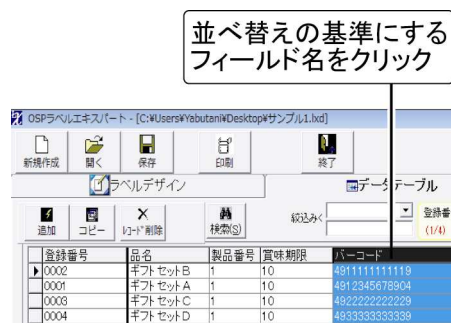 並べ替えの基準にする
フィールド名をクリック
OSPラベルエキスパート - [C:¥Users¥Yabutani¥Desktop¥サンプル1.lxd]
新規作成 開く 保存 印刷 終了
ラベルデザイン データテーブル
追加 コピー レコード削除 検索(S) 絞込み< 登録番
(1/4)
登録番号 品名 製品番号 賞味期限 バーコード
0002 ギフトセットB 1 10 4911111111119
0001 ギフトセットA 1 10 4912345678904
0003 ギフトセットC 1 10 4922222222229
0004 ギフトセットD 1 10 4933333333339